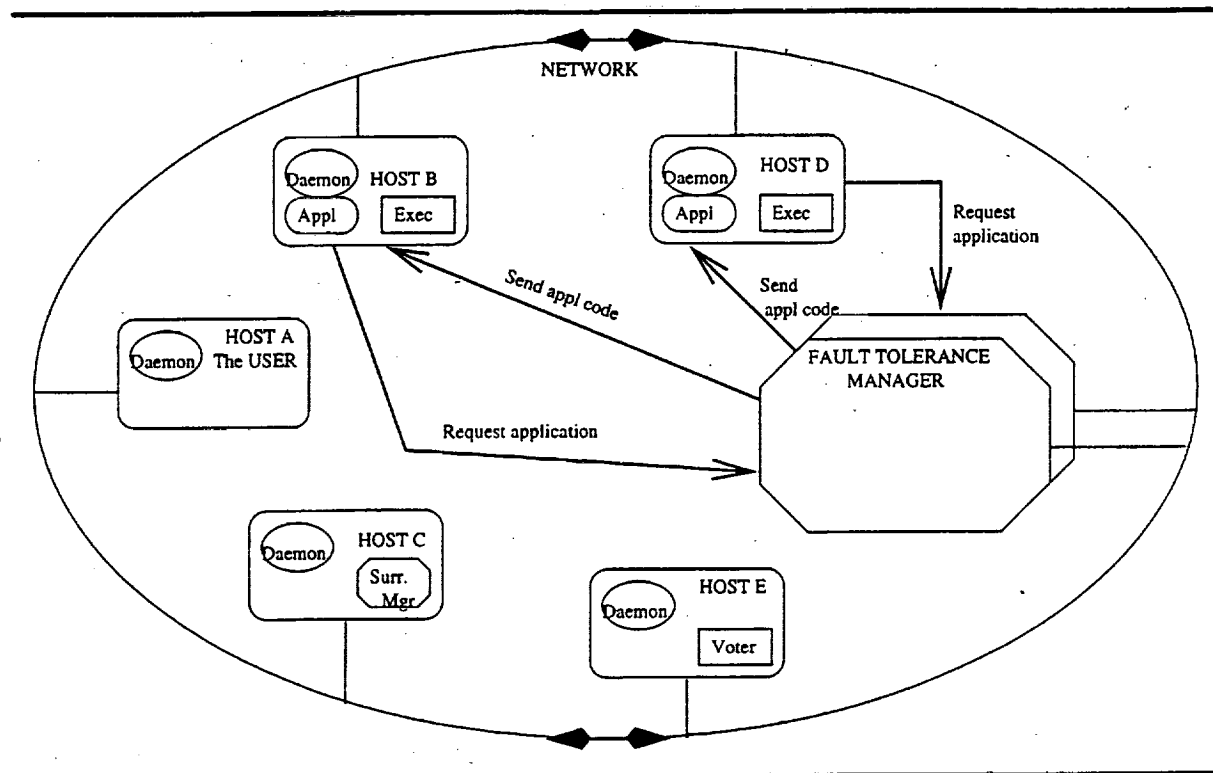 NETWORK
Daemon
HOST B
Appl
Exec
Daemon
HOST D
Appl
Exec
Request
application
Send appl code
Send
appl code
HOST A
Daemon
The USER
FAULT TOLERANCE
MANAGER
Request application
Daemon
HOST C
Surr.
Mgr
Daemon
HOST E
Voter